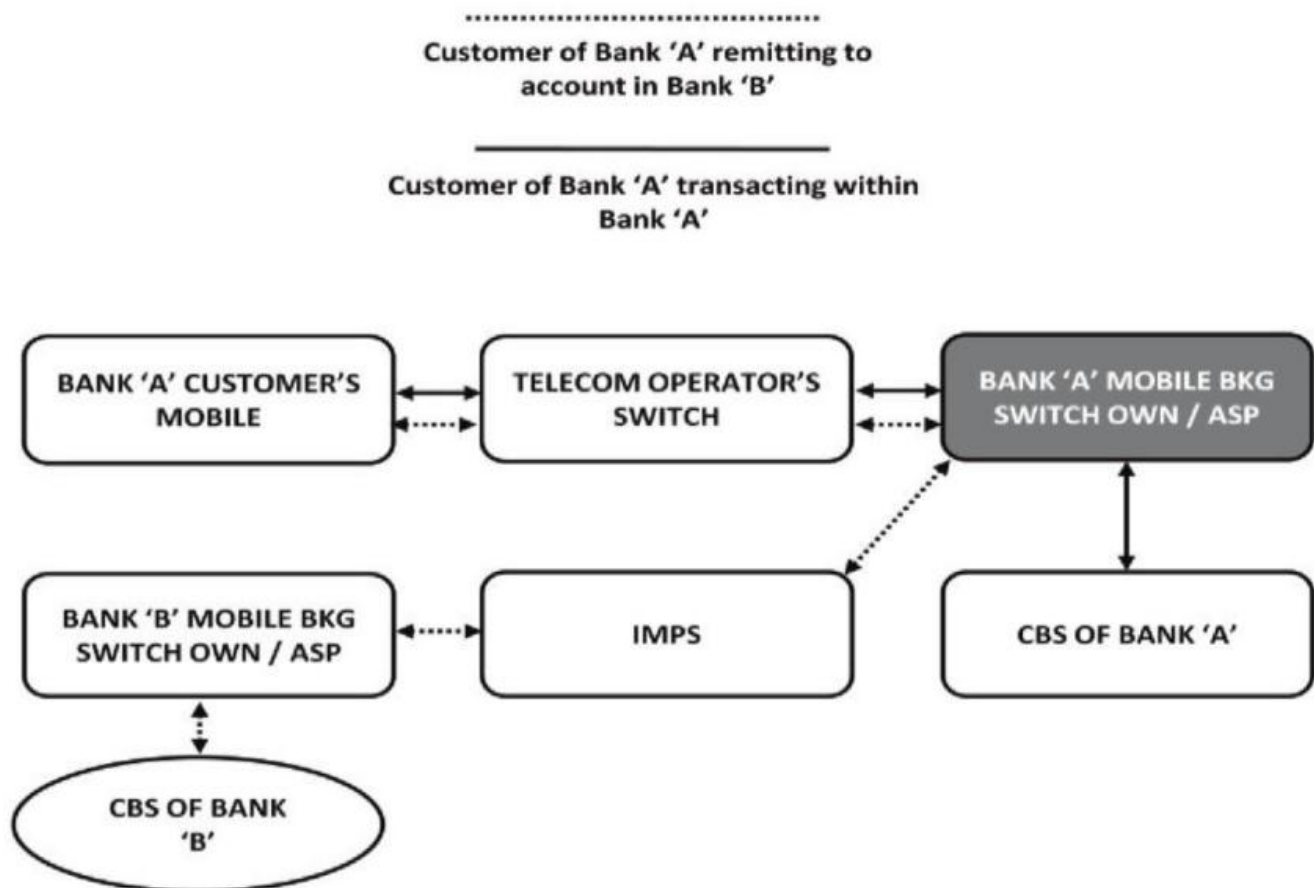 Customer of Bank ‘A’ remitting to
account in Bank ‘B’
Customer of Bank ‘A’ transacting within
Bank ‘A’
BANK ‘A’ CUSTOMER’S
MOBILE
TELECOM OPERATOR’S
SWITCH
BANK ‘A’ MOBILE BKG
SWITCH OWN / ASP
BANK ‘B’ MOBILE BKG
SWITCH OWN / ASP
IMPS
CBS OF BANK ‘A’
CBS OF BANK
‘B’